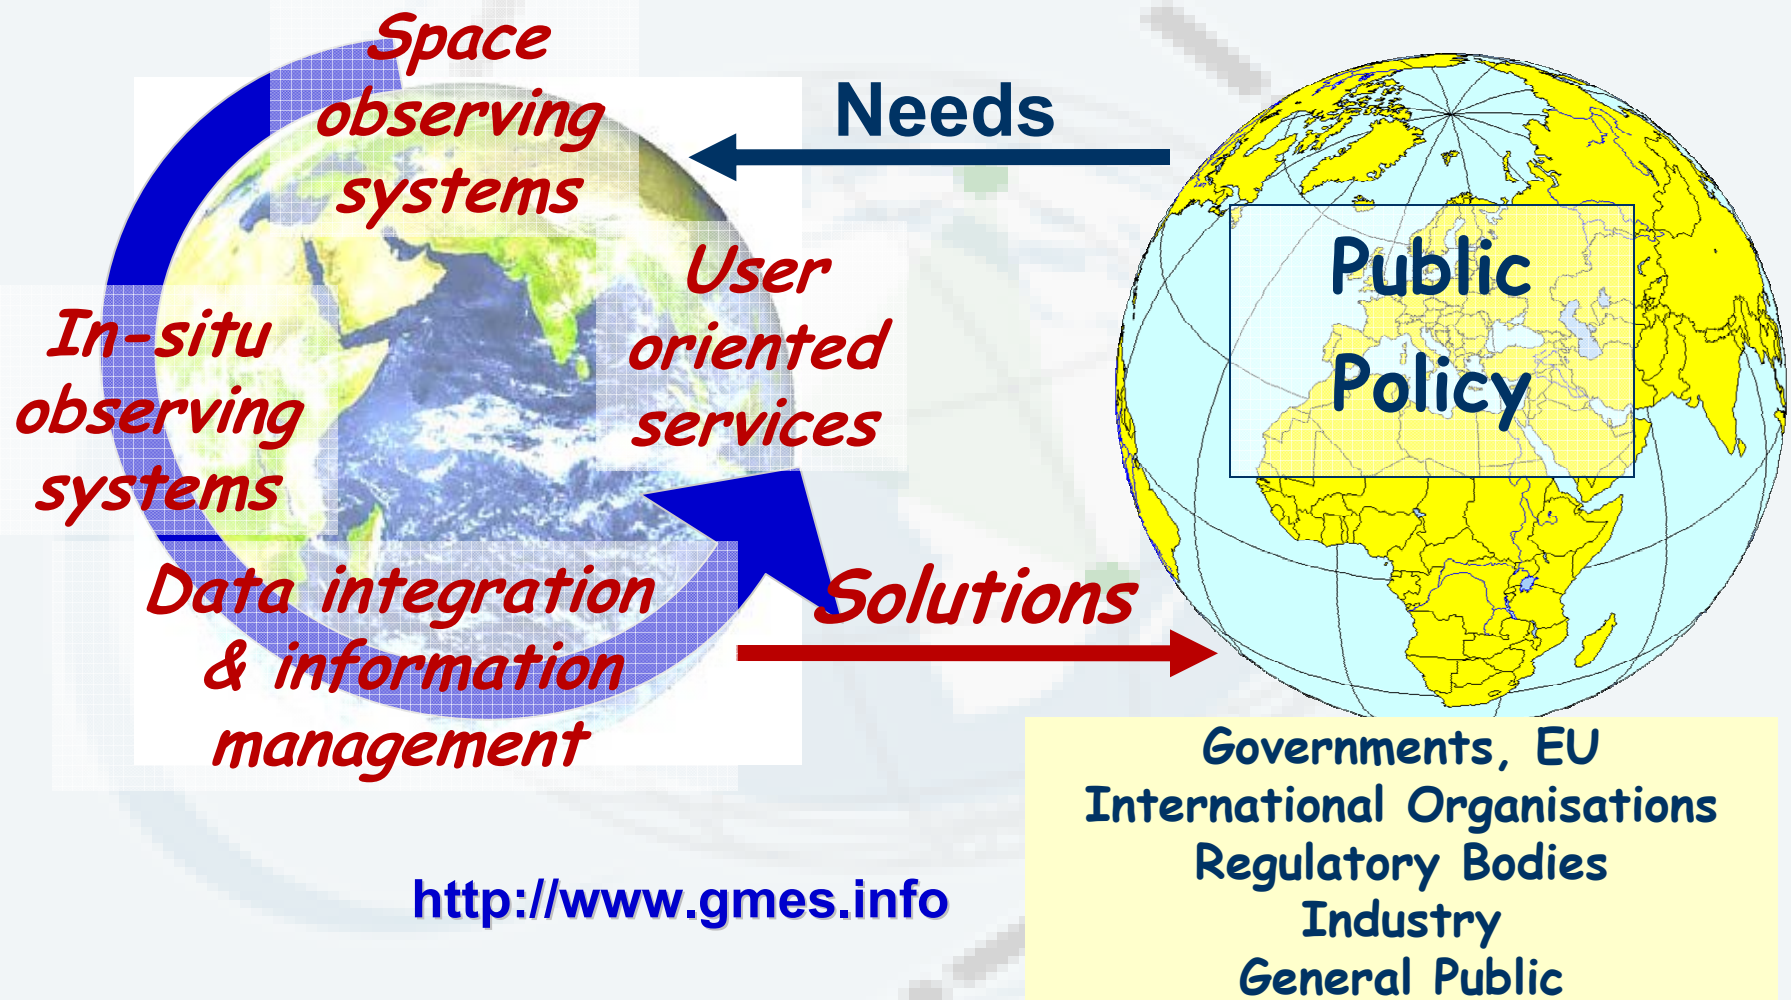 Space
observing
systems
Needs
User
oriented
services
Public
Policy
In-situ
observing
systems
Data integration
& information
management
Solutions
Governments, EU
International Organisations
Regulatory Bodies
Industry
General Public
http://www.gmes.info